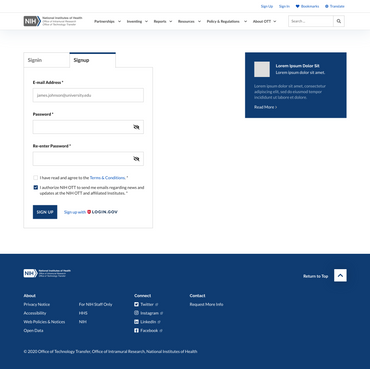 Sign Up Sign In Bookmarks Translate
NIH National Institutes of Health
Office of Intramural Research
Office of Technology Transfer
Partnerships Investing Reports Resources Policy & Regulations About OTT Search...
Signin Signup
E-mail Address *
james.johnson@university.edu
Password *
Re-enter Password *
I have read and agree to the Terms & Conditions. *
I authorize NIH OTT to send me emails regarding news and
updates at the NIH OTT and affiliated Institutes. *
SIGN UP Sign up with LOGIN.GOV
Lorem Ipsum Dolor Sit
Lorem ipsum dolor sit amet.
Lorem ipsum dolor sit amet, consectetur
adipiscing elit, sed do eiusmod tempor
incididunt ut labore et dolore.
Read More >
NIH National Institutes of Health
Office of Intramural Research
Office of Technology Transfer
Return to Top
About
Privacy Notice
Accessibility
Web Policies & Notices
Open Data
For NIH Staff Only
HHS
NIH
Connect
Twitter
Instagram
LinkedIn
Facebook
Contact
Request More Info
© 2020 Office of Technology Transfer, Office of Intramural Research, National Institutes of Health